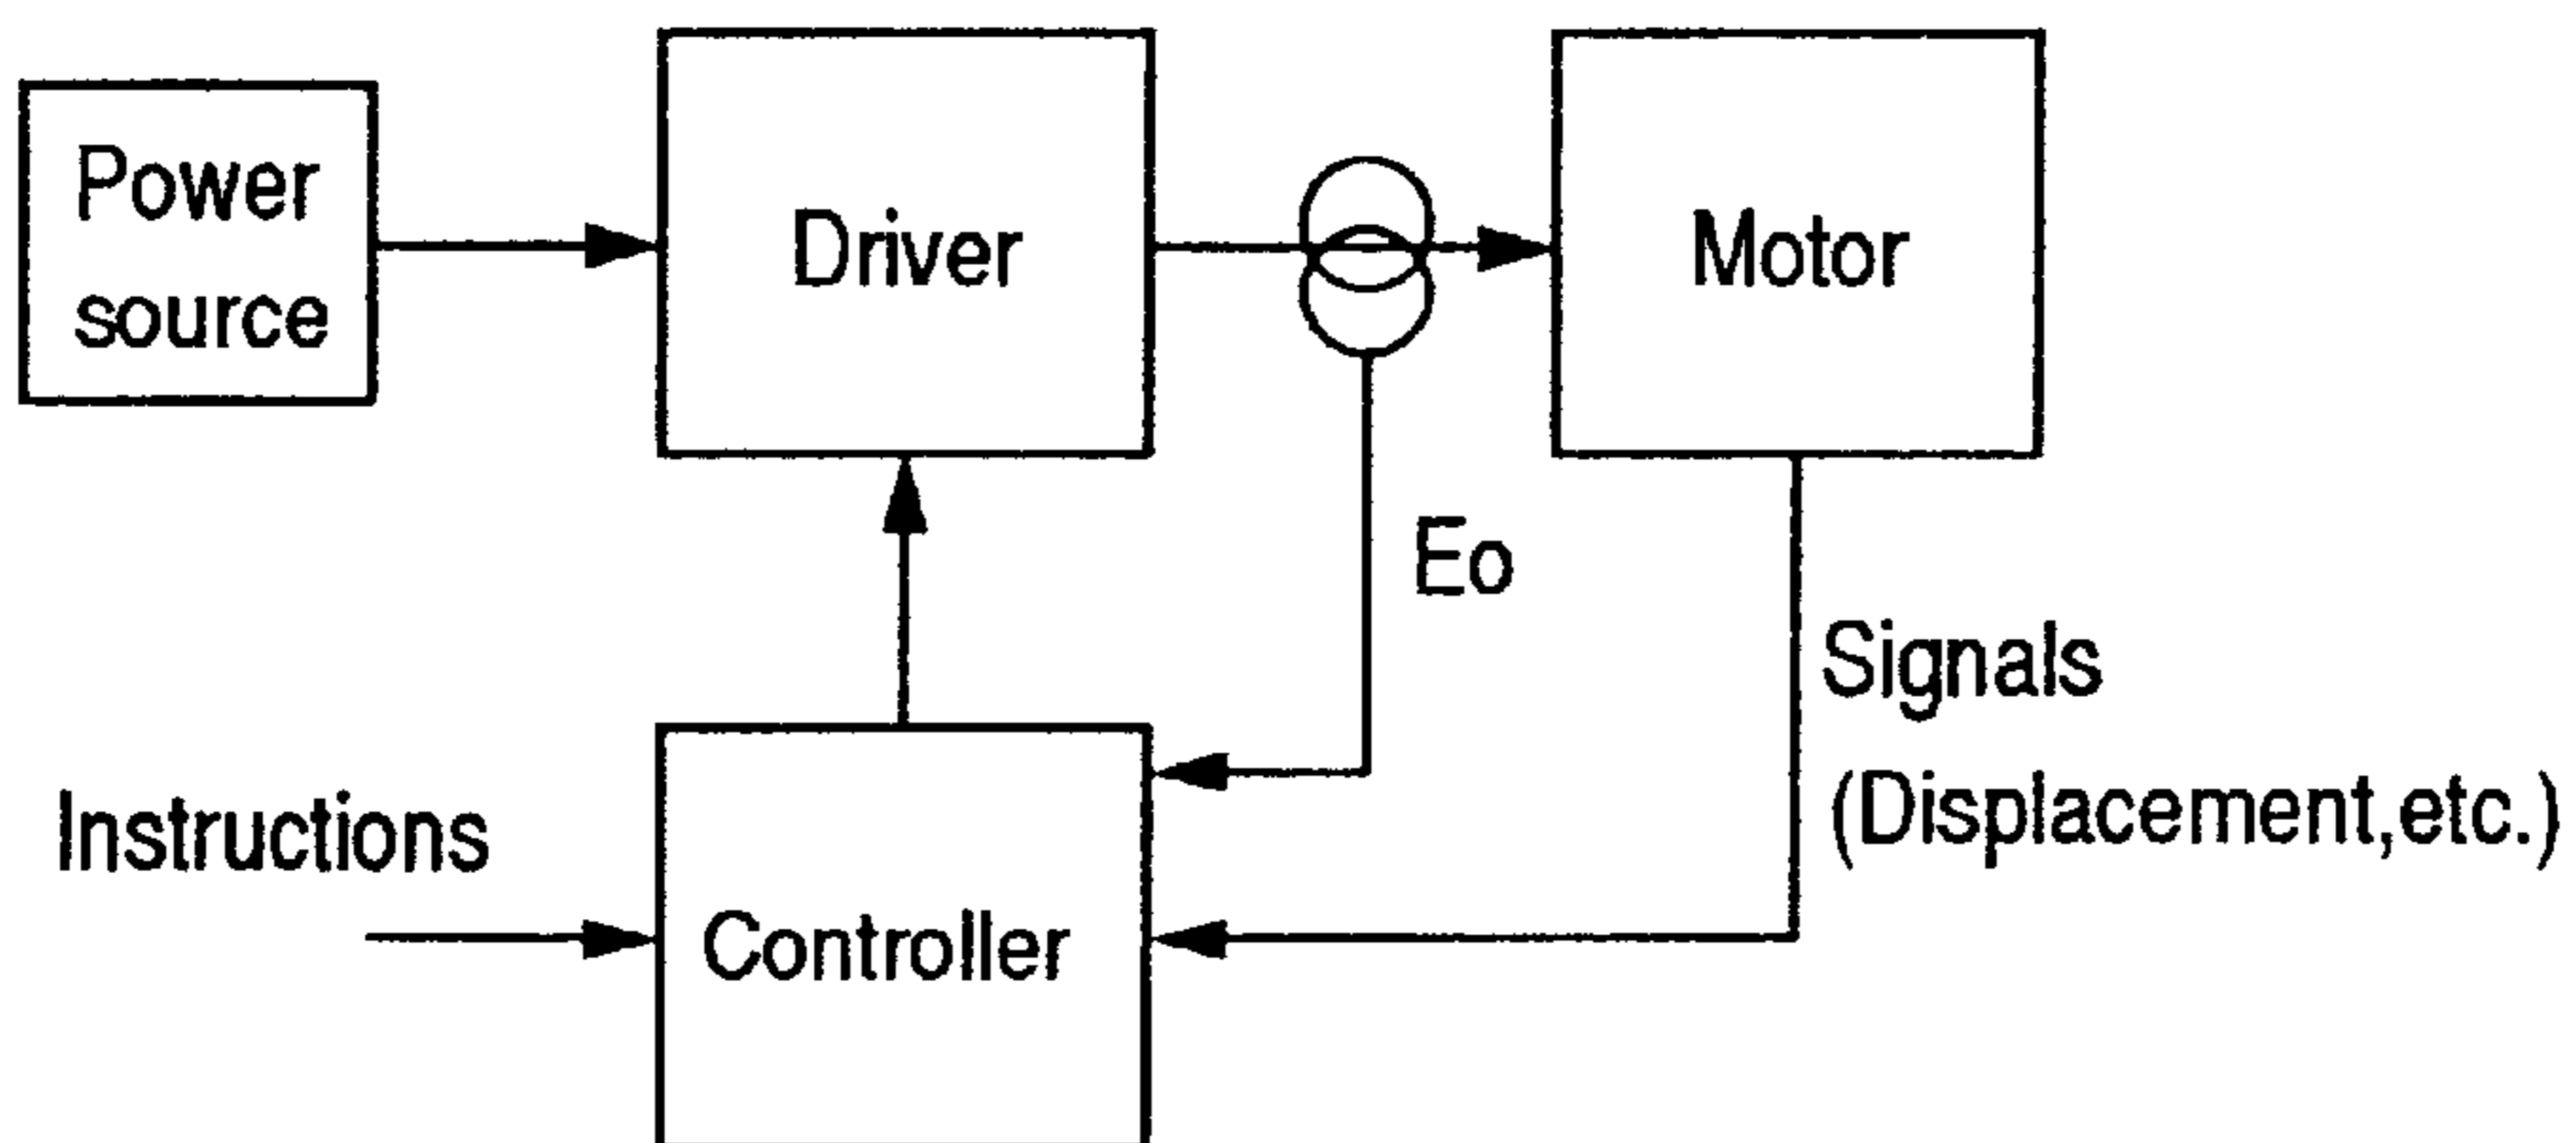 Power
source
Driver
Motor
Eo
Signals
(Displacement,etc.)
Instructions
Controller